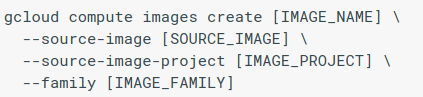 gcloud compute images create [IMAGE_NAME] \
--source-image [SOURCE_IMAGE] \
--source-image-project [IMAGE_PROJECT] \
--family [IMAGE_FAMILY]